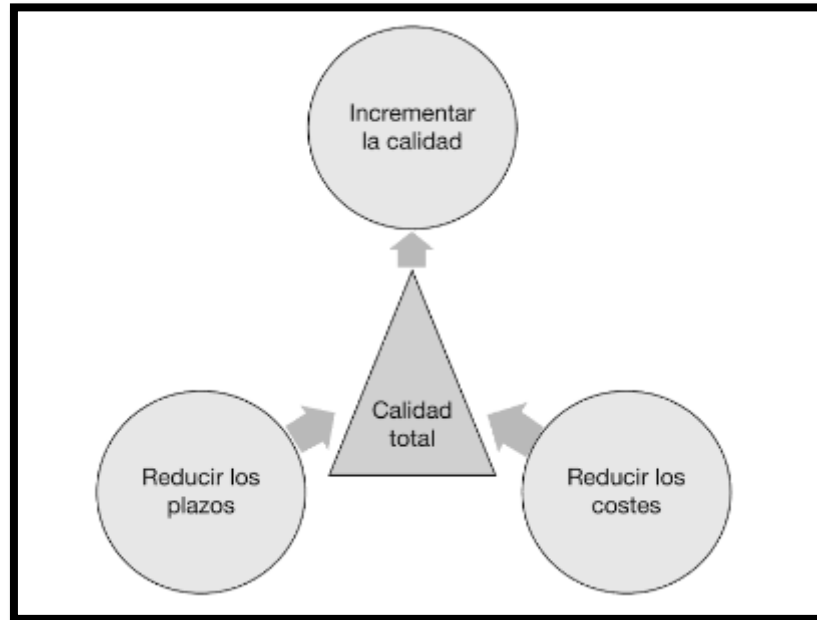 Incrementar
la calidad
Calidad
total
Reducir los
plazos
Reducir los
costes